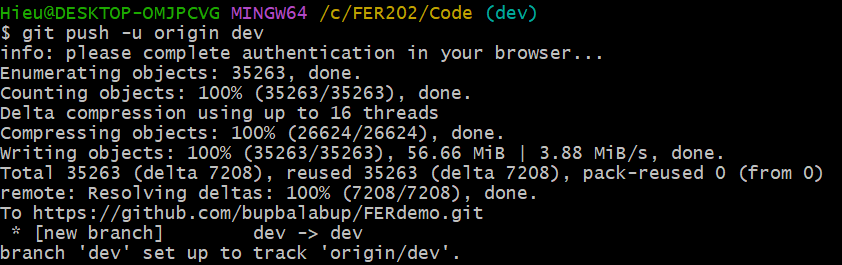 Hieu@DESKTOP-OMJPCVG MINGW64 /c/FER202/Code (dev)
$ git push -u origin dev
info: please complete authentication in your browser...
Enumerating objects: 35263, done.
Counting objects: 100% (35263/35263), done.
Delta compression using up to 16 threads
Compressing objects: 100% (26624/26624), done.
Writing objects: 100% (35263/35263), 56.66 MiB | 3.88 MiB/s, done.
Total 35263 (delta 7208), reused 35263 (delta 7208), pack-reused 0 (from 0)
remote: Resolving deltas: 100% (7208/7208), done.
To https://github.com/bupbalabup/FERdemo.git
 * [new branch]        dev -> dev
branch 'dev' set up to track 'origin/dev'.